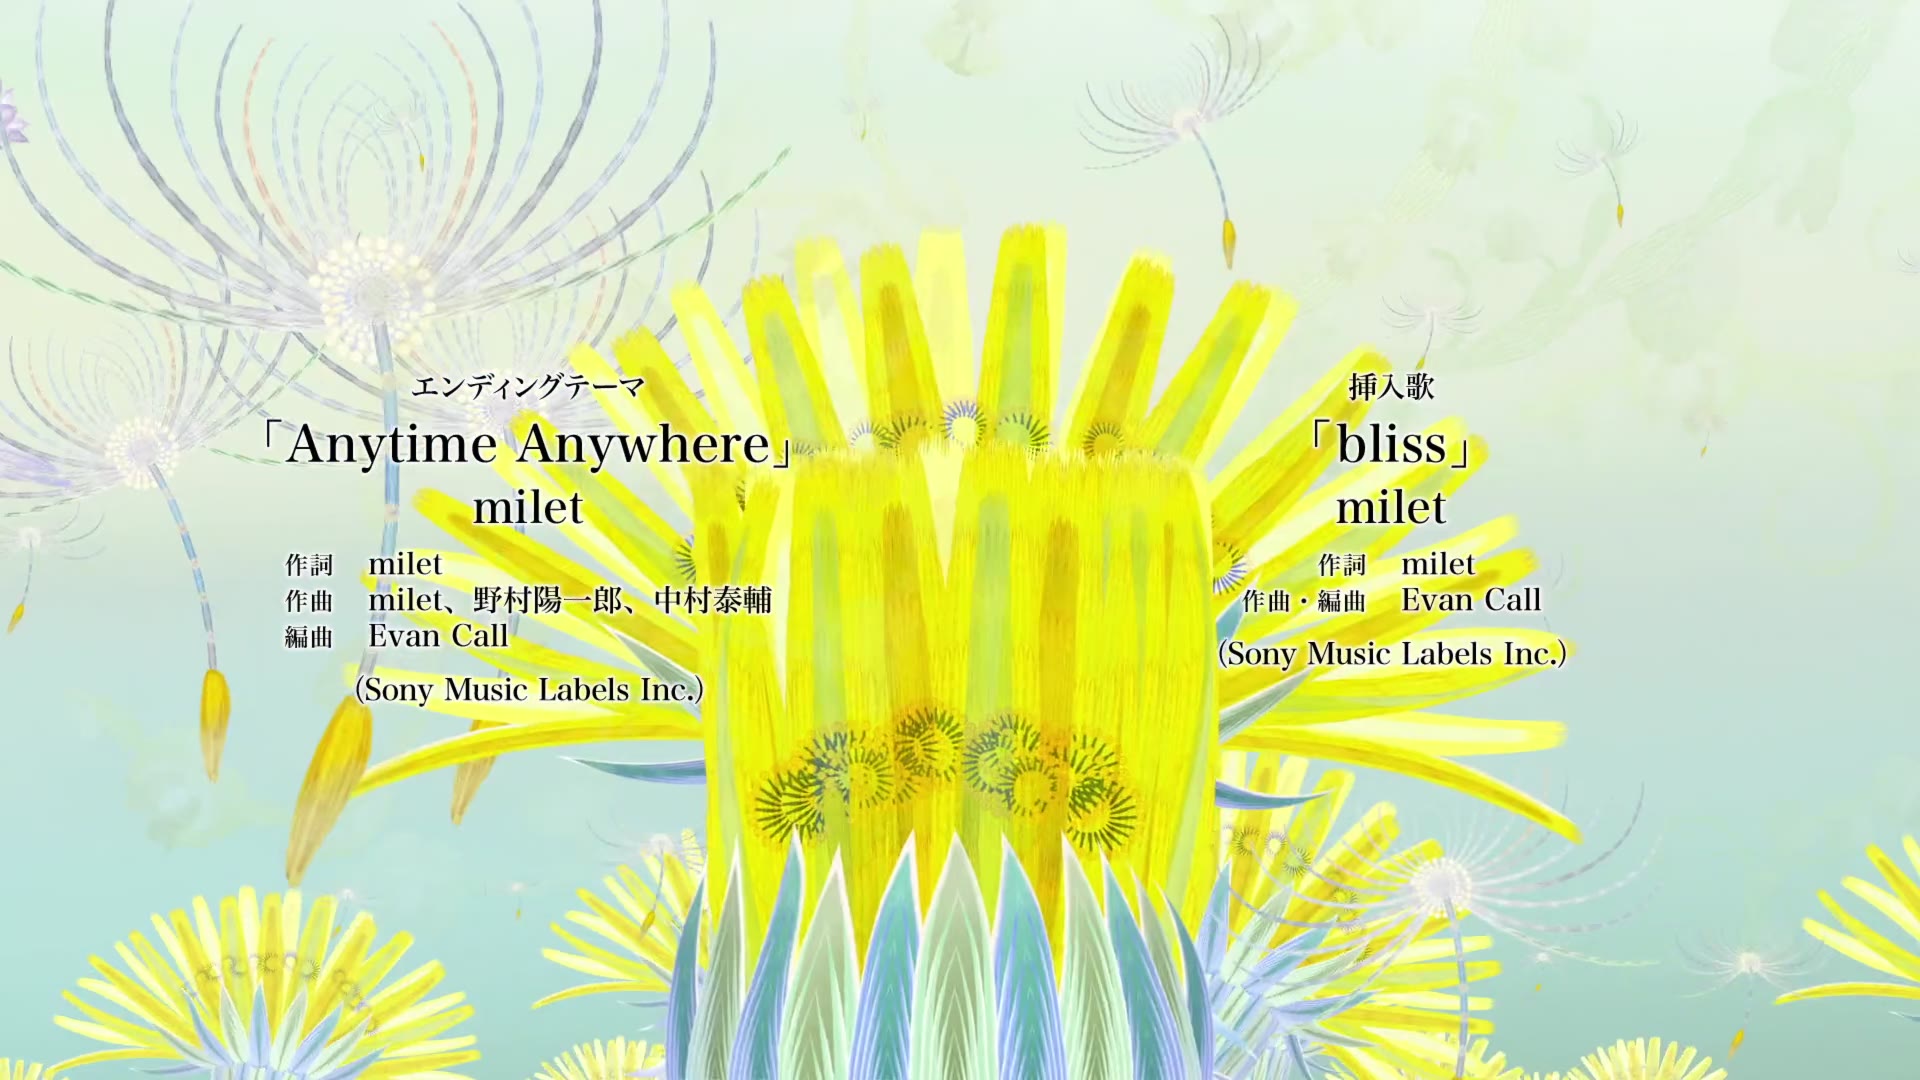 エンディングテーマ
「Anytime Anywhere」
milet
作詞 milet
作曲 milet、野村陽一郎、中村泰輔
編曲 Evan Call
(Sony Music Labels Inc.)
挿入歌
「bliss」
milet
作詞 milet
作曲・編曲 Evan Call
(Sony Music Labels Inc.)